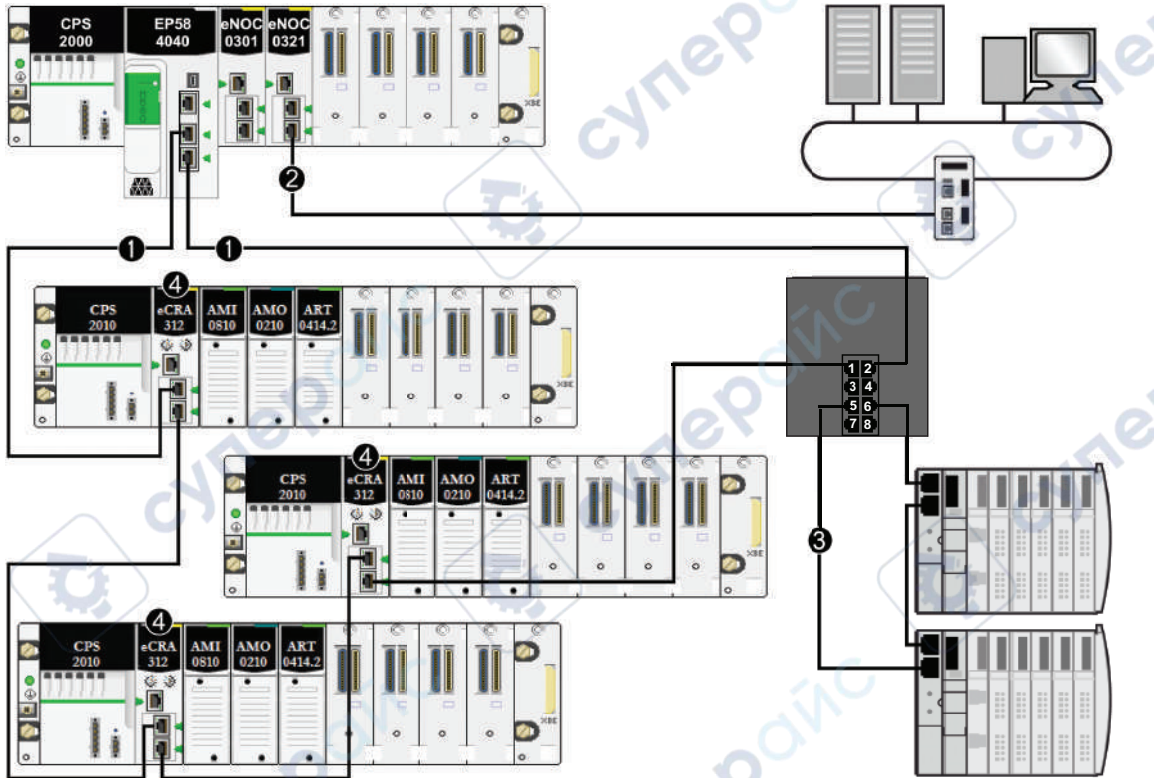 CPS 2000
EP58 4040
eNOC 0301
eNOC 0321
XBE
2
1
1
4
CPS 2010
eCRA 312
AMI 0810
AMO 0210
ART 0414.2
XBE
1 2
3 4
5 6
7 8
4
CPS 2010
eCRA 312
AMI 0810
AMO 0210
ART 0414.2
XBE
3
4
CPS 2010
eCRA 312
AMI 0810
AMO 0210
ART 0414.2
XBE
суперпрайс